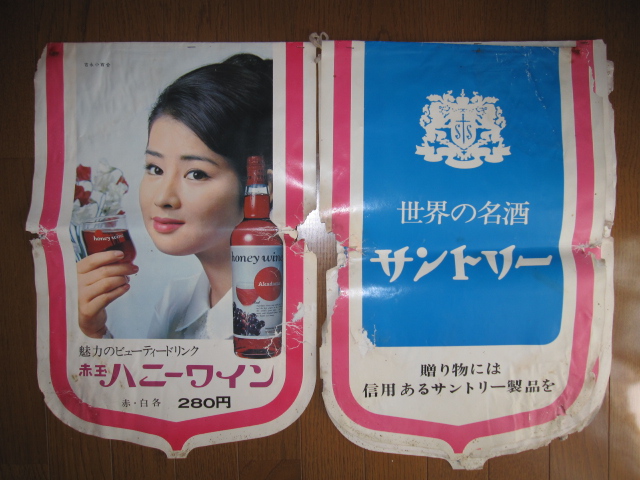 honey wine
honey wine
Akadama
魅力のビューティードリンク
赤玉ハニーワイン
赤・白各 280円
世界の名酒
サントリー
贈り物には
信用あるサントリー製品を